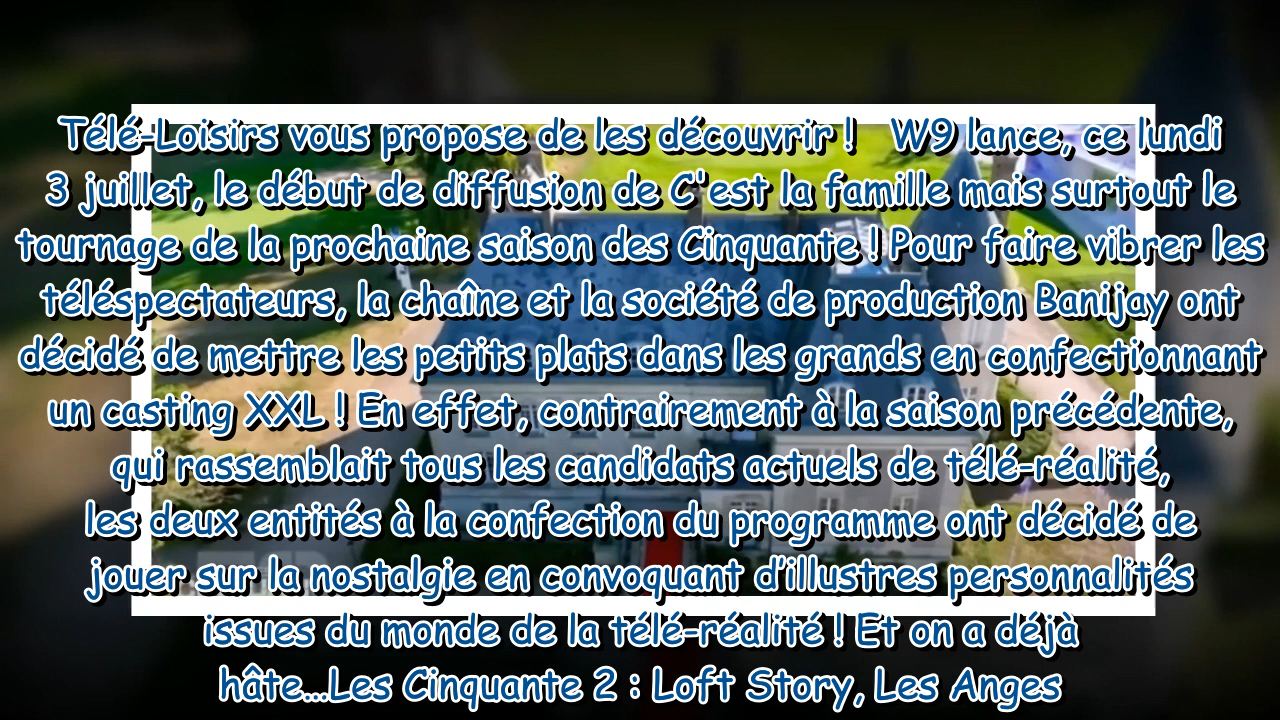 Télé-Loisirs vous propose de les découvrir !   W9 lance, ce lundi
3 juillet, le début de diffusion de C'est la famille mais surtout le
tournage de la prochaine saison des Cinquante ! Pour faire vibrer les
téléspectateurs, la chaîne et la société de production Banijay ont
décidé de mettre les petits plats dans les grands en confectionnant
un casting XXL ! En effet, contrairement à la saison précédente,
qui rassemblait tous les candidats actuels de télé-réalité,
les deux entités à la confection du programme ont décidé de
jouer sur la nostalgie en convoquant d’illustres personnalités
issues du monde de la télé-réalité ! Et on a déjà
hâte...Les Cinquante 2 : Loft Story, Les Anges